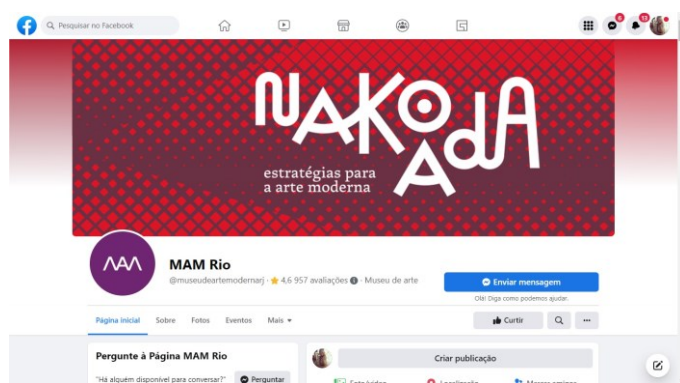 Pesquisar no Facebook
NAKOADA
estratégias para
a arte moderna
MAM Rio
@museudeartemodernarj · 4,6 957 avaliações · Museu de arte
Enviar mensagem
Olá! Diga como podemos ajudar.
Página inicial Sobre Fotos Eventos Mais
Curtir
Pergunte à Página MAM Rio
Criar publicação
"Há alguém disponível para conversar?" Perguntar